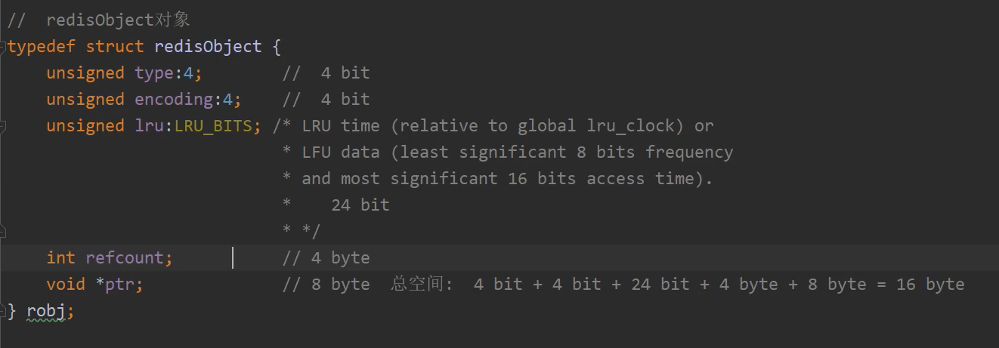 //  redisObject对象
typedef struct redisObject {
    unsigned type:4;        //  4 bit
    unsigned encoding:4;    //  4 bit
    unsigned lru:LRU_BITS; /* LRU time (relative to global lru_clock) or
                            * LFU data (least significant 8 bits frequency
                            * and most significant 16 bits access time).
                            *    24 bit
                            * */
    int refcount;           // 4 byte
    void *ptr;              // 8 byte  总空间:  4 bit + 4 bit + 24 bit + 4 byte + 8 byte = 16 byte
} robj;